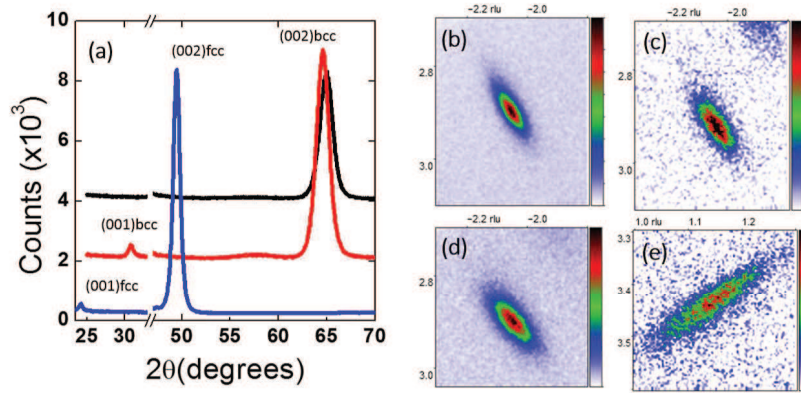 (a)
Counts (x10³)
10
8
6
4
2
0
(002)fcc
(002)bcc
(001)bcc
(001)fcc
25 30 50 55 60 65 70
2θ(degrees)
(b)
−2.2 rlu −2.0
2.8
3.0
(c)
−2.2 rlu −2.0
2.8
3.0
(d)
−2.2 rlu −2.0
2.8
3.0
(e)
1.0 rlu 1.1 1.2
3.3
3.4
3.5